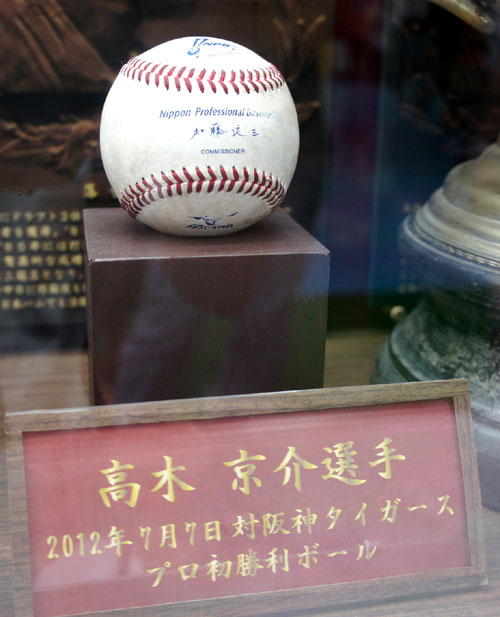 NPB
Nippon Professional baseball
加藤良三
COMMISSIONER
高木 京介選手
2012年7月7日 対阪神タイガース
プロ初勝利ボール